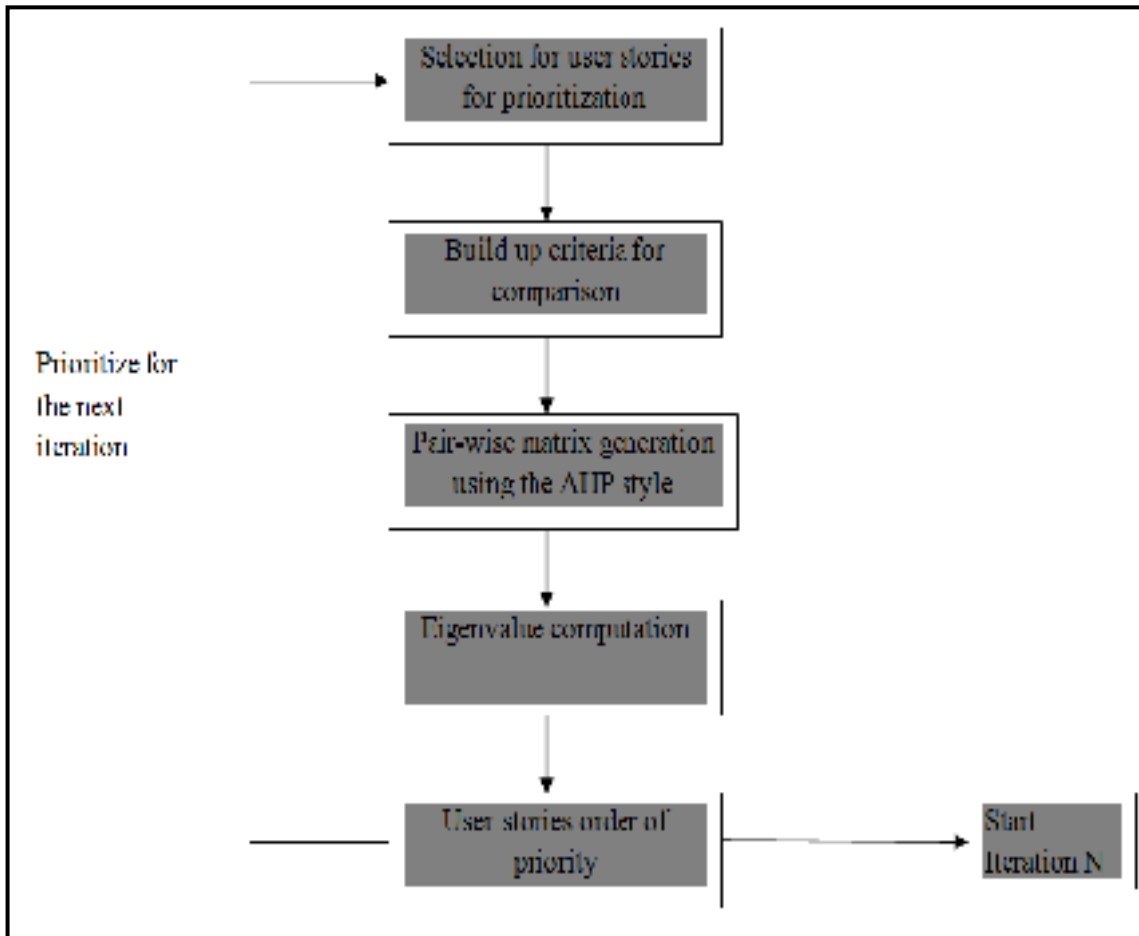 Selection for user stories
for prioritization
Build up criteria for
comparison
Prioritize for
the next
iteration
Pair-wise matrix generation
using the AHP style
Eigenvalue computation
User stories order of
priority
Start
Iteration N